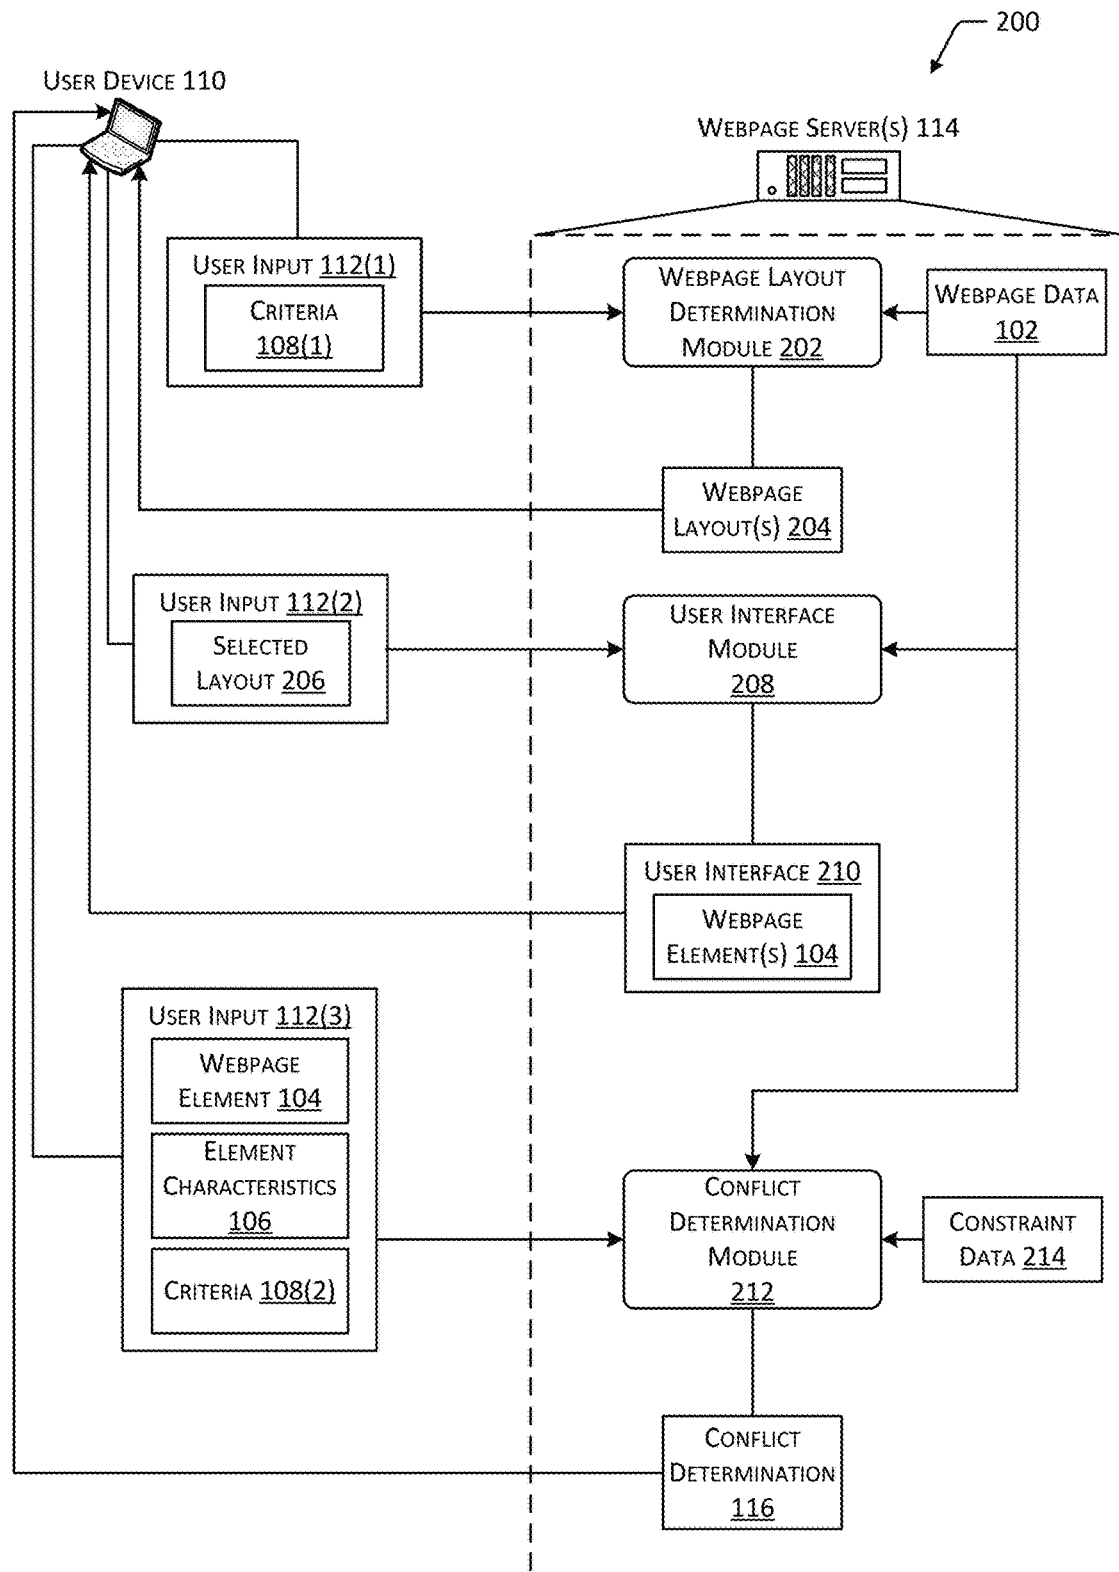 200
User Device 110
Webpage Server(s) 114
User Input 112(1)
Criteria
108(1)
Webpage Layout
Determination
Module 202
Webpage Data
102
Webpage
Layout(s) 204
User Input 112(2)
Selected
Layout 206
User Interface
Module
208
User Interface 210
Webpage
Element(s) 104
User Input 112(3)
Webpage
Element 104
Element
Characteristics
106
Criteria 108(2)
Conflict
Determination
Module
212
Constraint
Data 214
Conflict
Determination
116